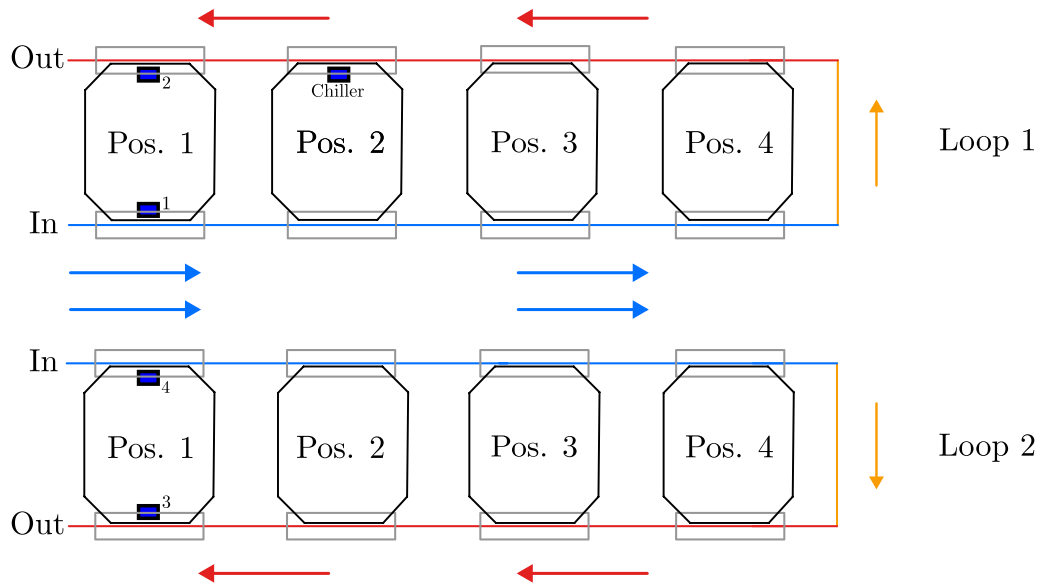 Out
2
Chiller
Pos. 1 Pos. 2 Pos. 3 Pos. 4 Loop 1
1
In
In
4
Pos. 1 Pos. 2 Pos. 3 Pos. 4 Loop 2
3
Out